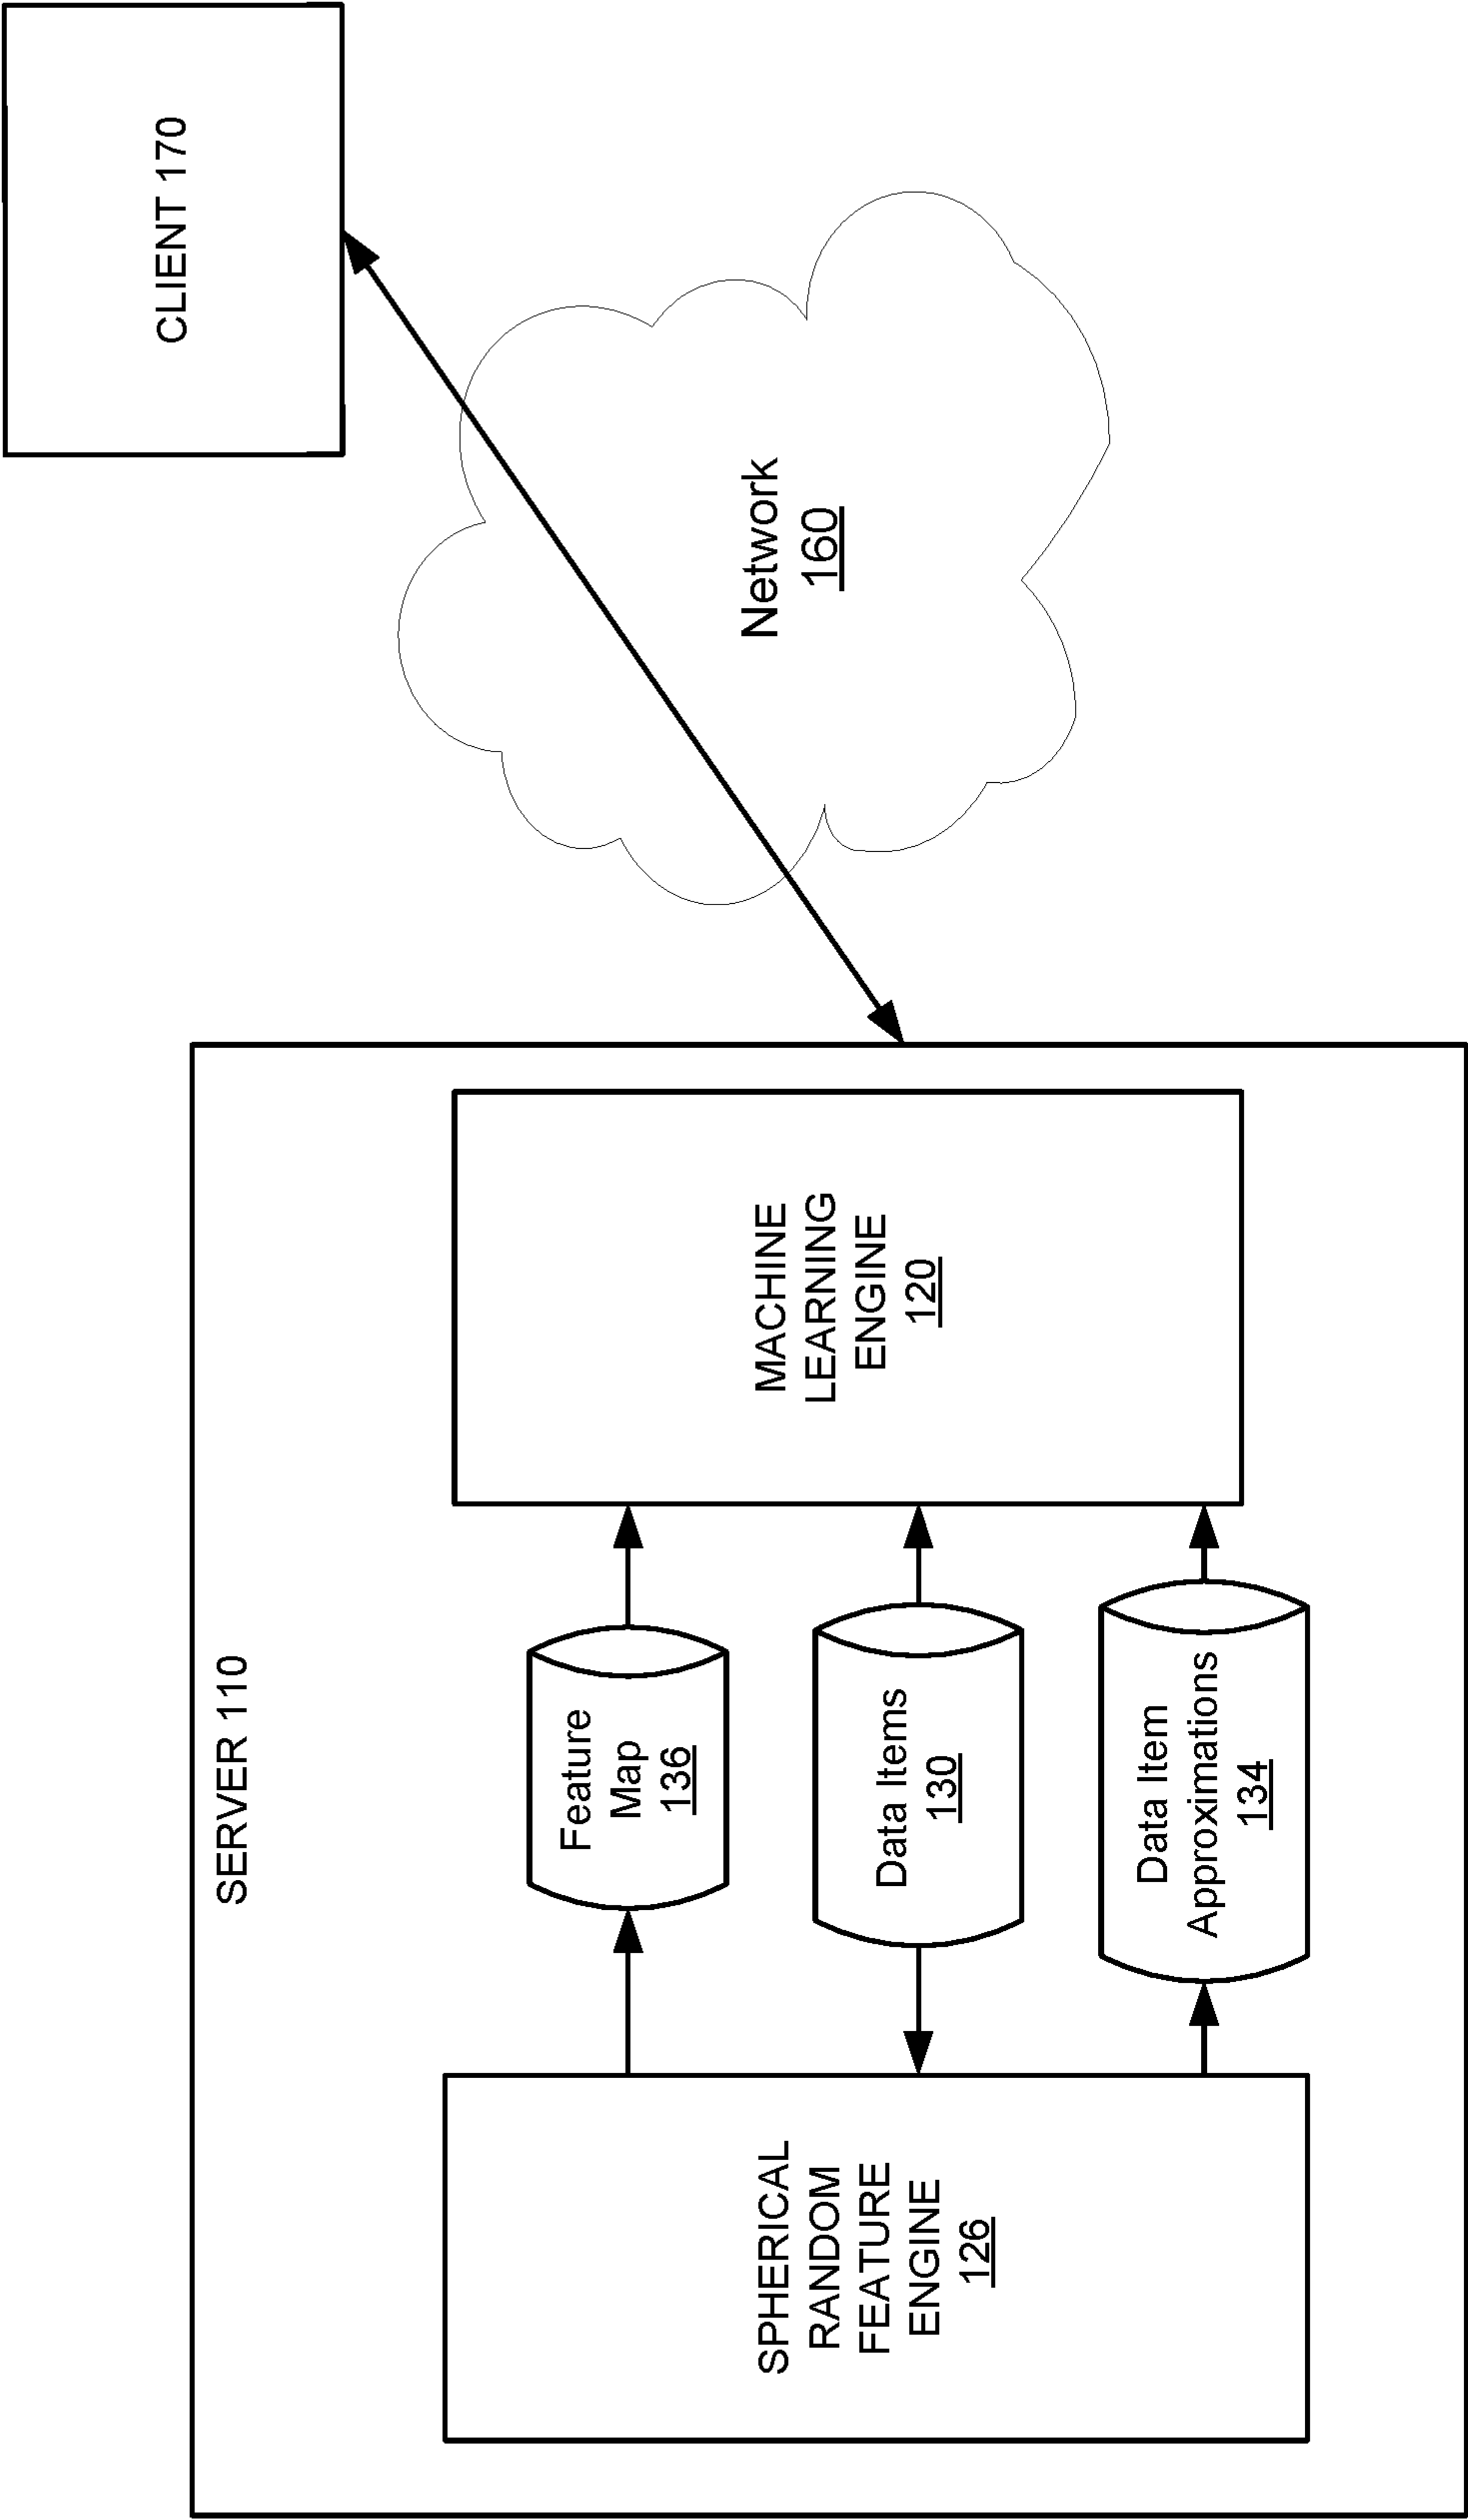 SERVER 110
SPHERICAL
RANDOM
FEATURE
ENGINE
126
Feature
Map
136
Data Items
130
Data Item
Approximations
134
MACHINE
LEARNING
ENGINE
120
Network
160
CLIENT 170